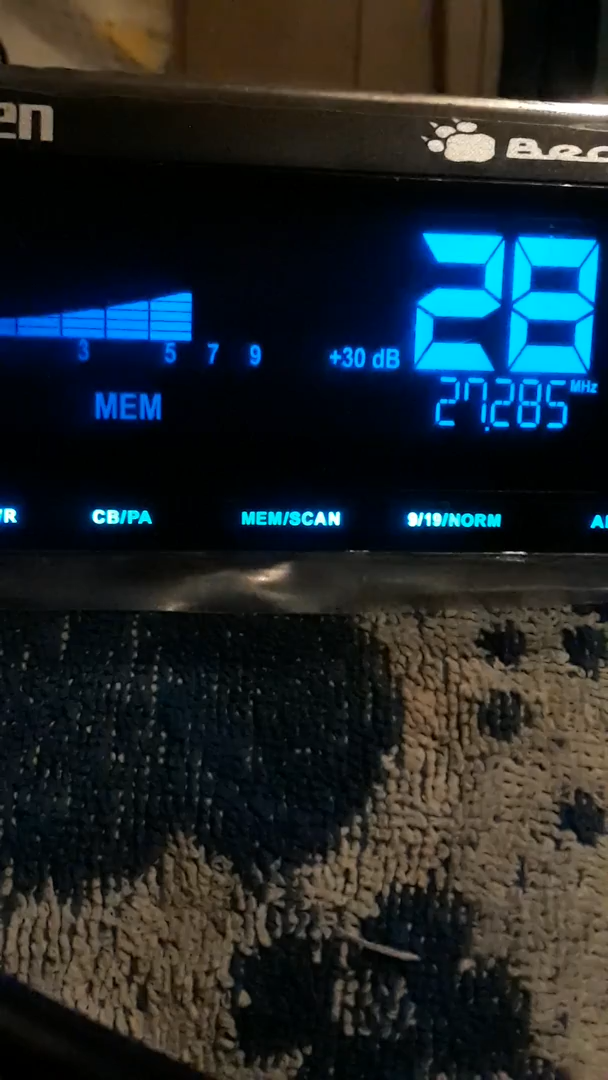 en
Bec
28
3 5 7 9 +30 dB
27.285 MHz
MEM
/R CB/PA MEM/SCAN 9/19/NORM